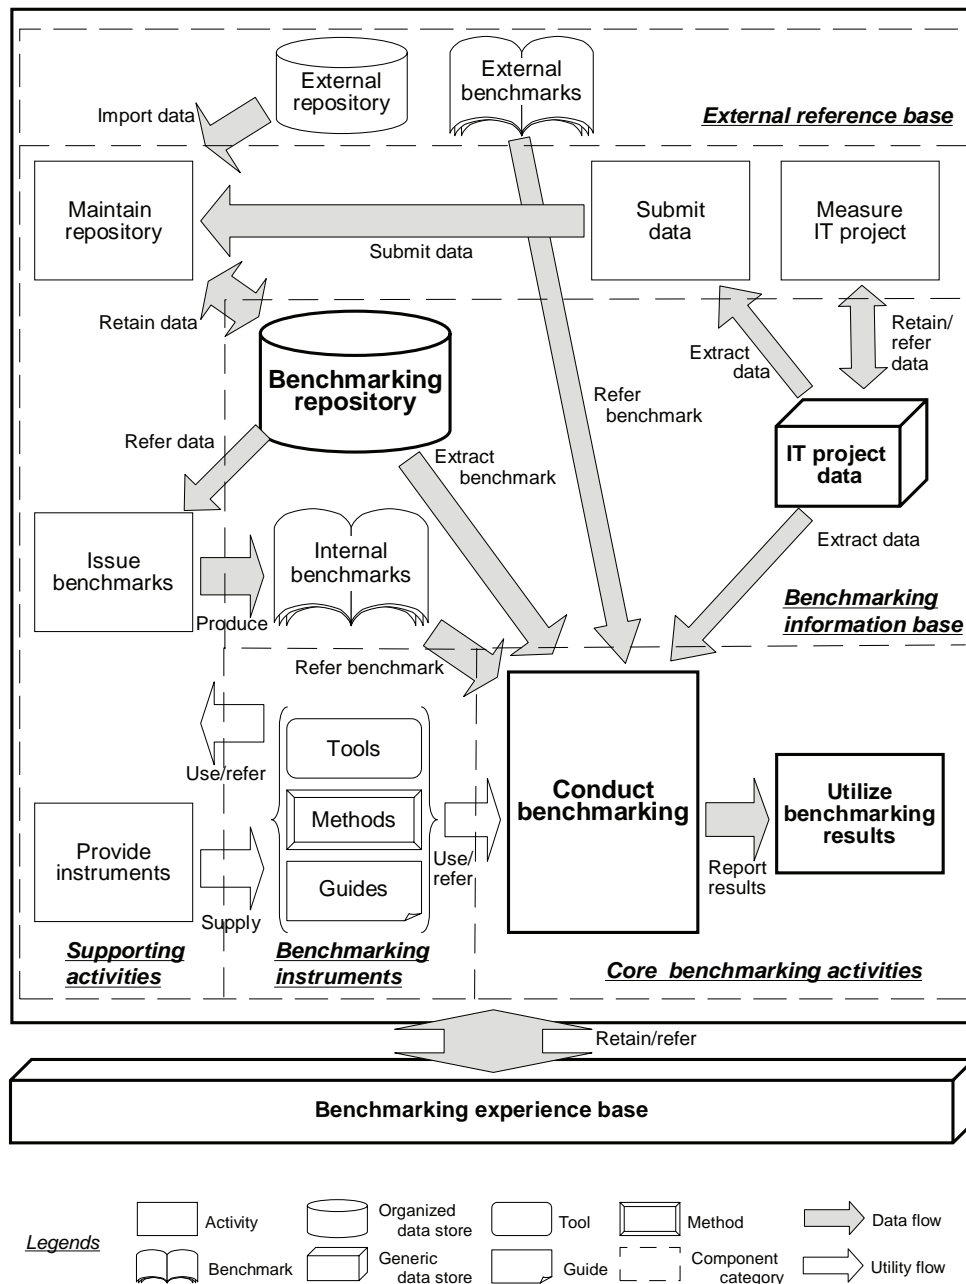 External
repository
External
benchmarks
Import data
External reference base
Maintain
repository
Submit
data
Measure
IT project
Submit data
Retain data
Extract
data
Retain/
refer
data
Benchmarking
repository
Refer
benchmark
Refer data
Extract
benchmark
IT project
data
Issue
benchmarks
Internal
benchmarks
Extract data
Produce
Benchmarking
information base
Refer benchmark
Use/refer
Tools
Methods
Guides
Conduct
benchmarking
Utilize
benchmarking
results
Provide
instruments
Use/
refer
Report
results
Supply
Supporting
activities
Benchmarking
instruments
Core benchmarking activities
Retain/refer
Benchmarking experience base
Legends
Activity
Organized
data store
Tool
Method
Data flow
Benchmark
Generic
data store
Guide
Component
category
Utility flow